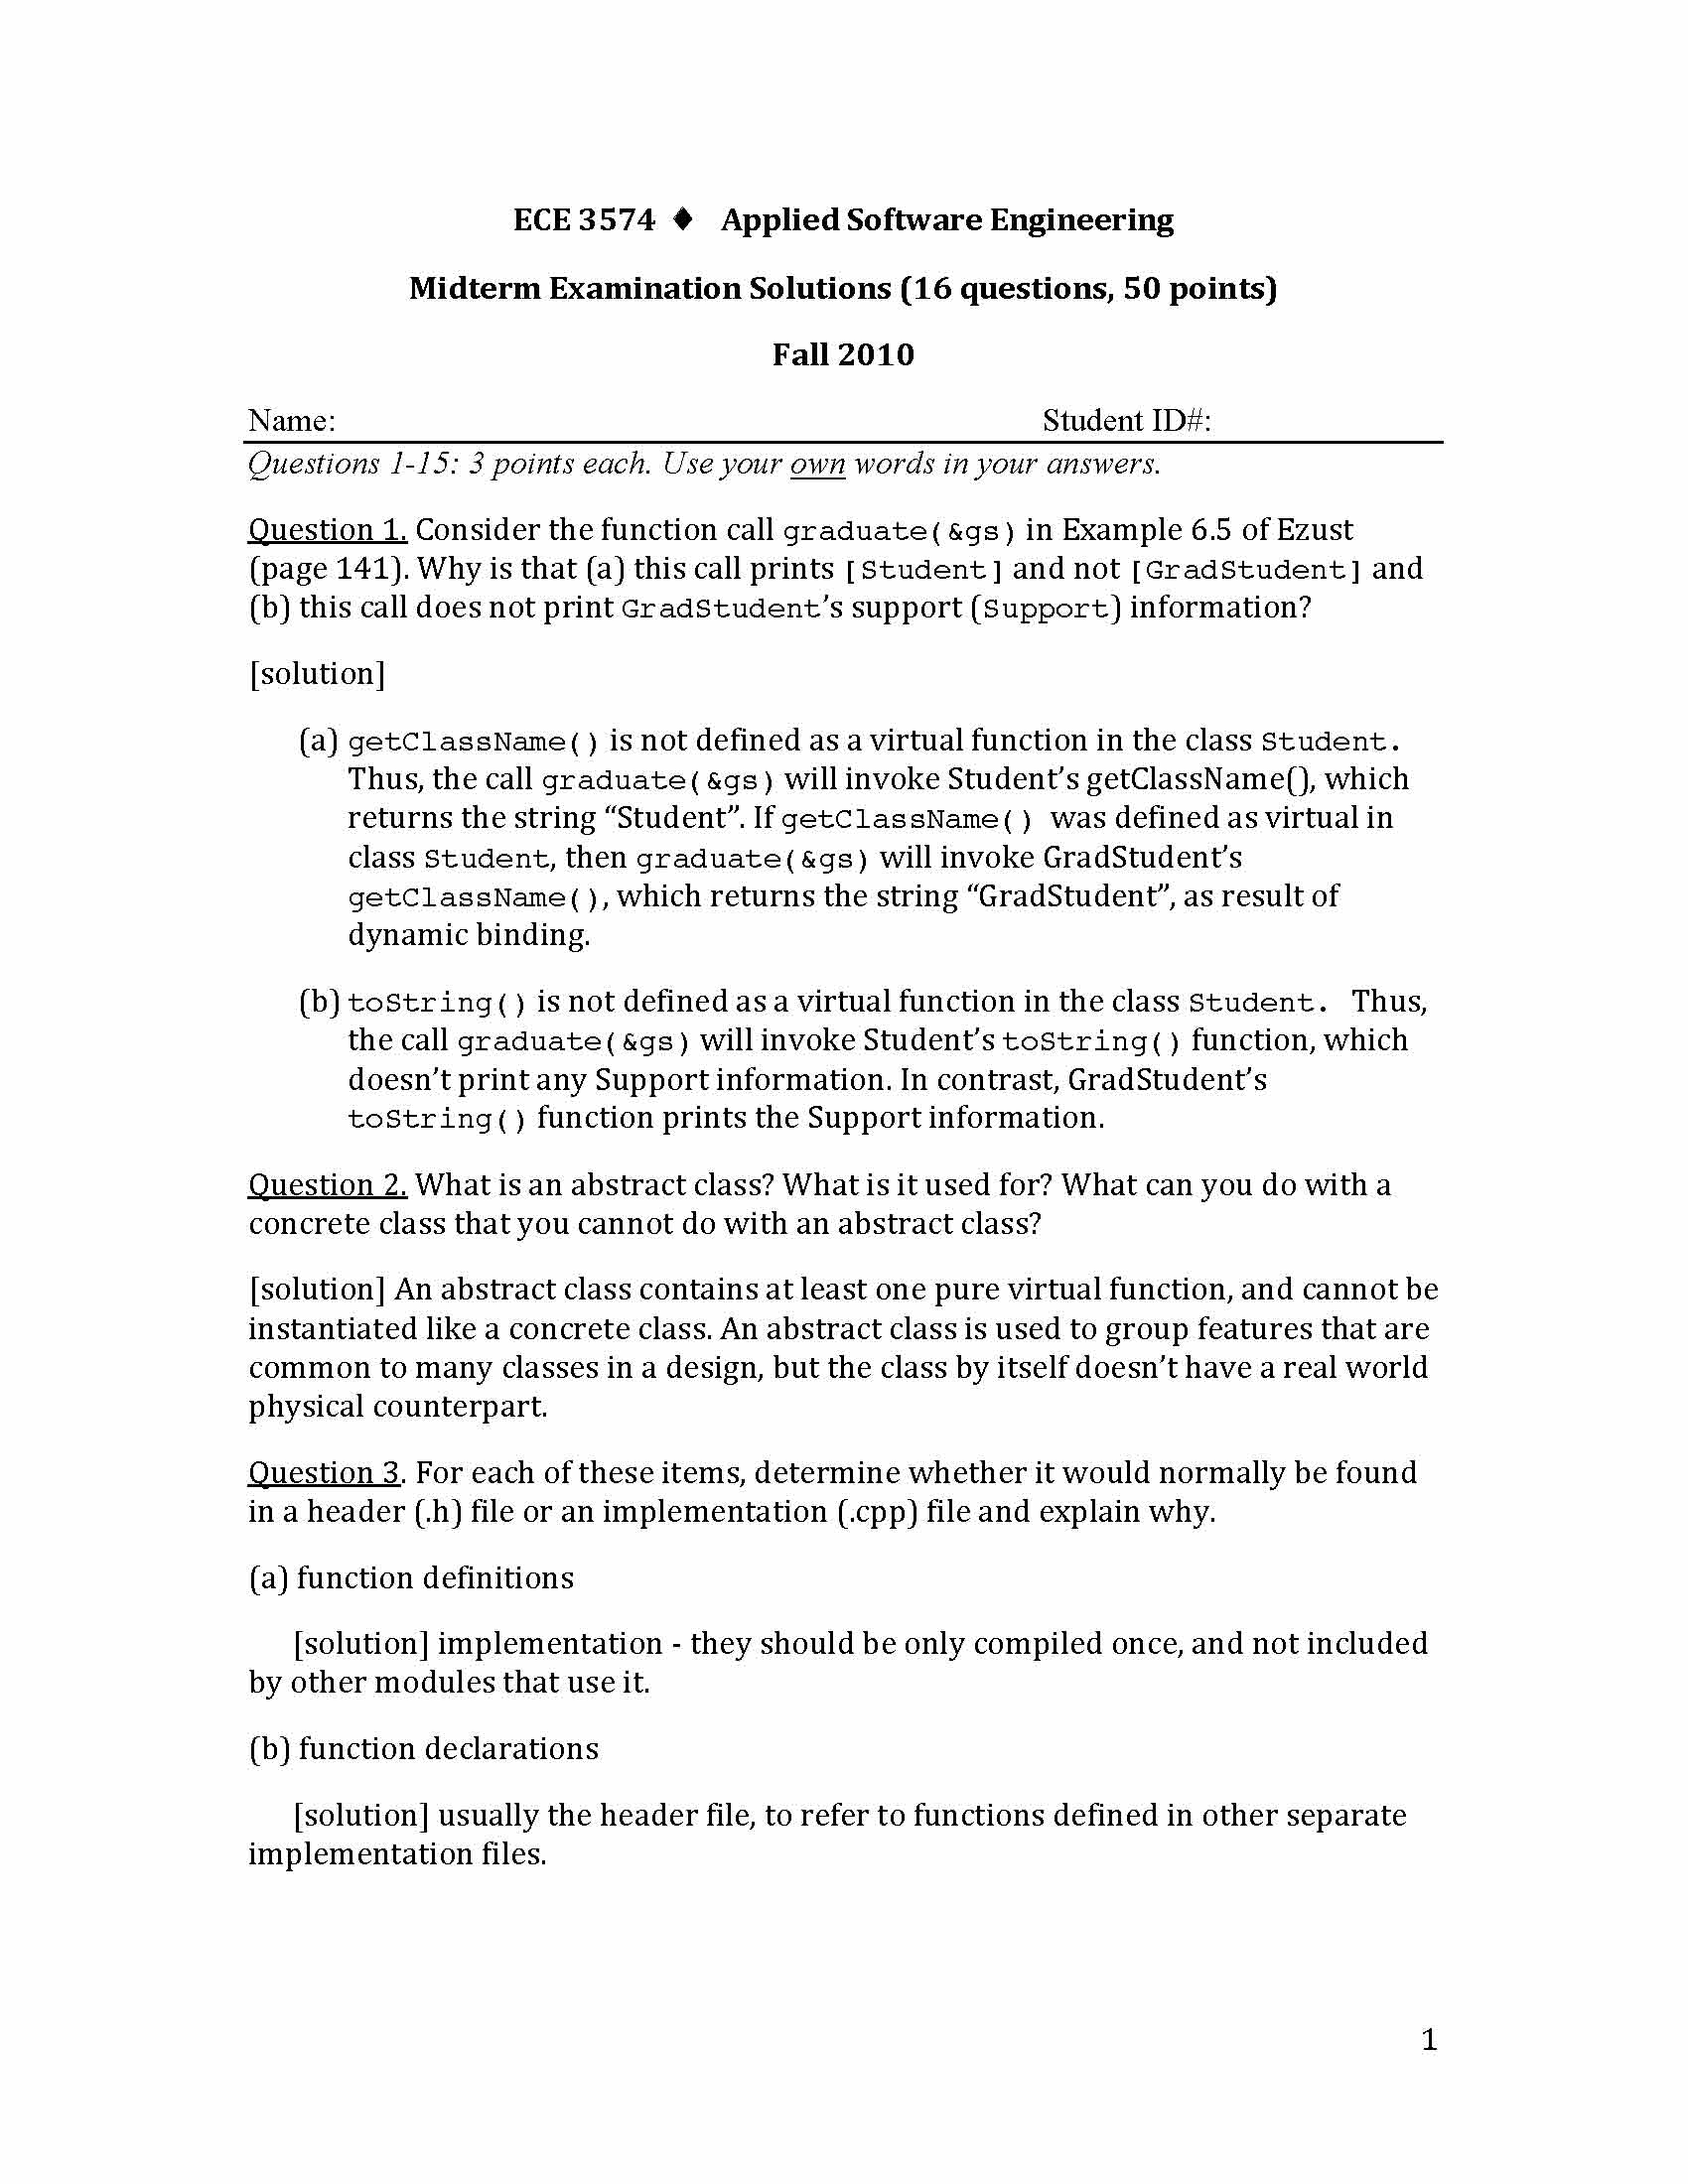 ECE 3574 ♦ Applied Software Engineering
Midterm Examination Solutions (16 questions, 50 points)
Fall 2010
Name: Student ID#:
Questions 1-15: 3 points each. Use your own words in your answers.
Question 1. Consider the function call graduate(&gs) in Example 6.5 of Ezust
(page 141). Why is that (a) this call prints [Student] and not [GradStudent] and
(b) this call does not print GradStudent’s support (Support) information?
[solution]
(a) getClassName() is not defined as a virtual function in the class Student.
Thus, the call graduate(&gs) will invoke Student’s getClassName(), which
returns the string “Student”. If getClassName() was defined as virtual in
class Student, then graduate(&gs) will invoke GradStudent’s
getClassName(), which returns the string “GradStudent”, as result of
dynamic binding.
(b) toString() is not defined as a virtual function in the class Student. Thus,
the call graduate(&gs) will invoke Student’s toString() function, which
doesn’t print any Support information. In contrast, GradStudent’s
toString() function prints the Support information.
Question 2. What is an abstract class? What is it used for? What can you do with a
concrete class that you cannot do with an abstract class?
[solution] An abstract class contains at least one pure virtual function, and cannot be
instantiated like a concrete class. An abstract class is used to group features that are
common to many classes in a design, but the class by itself doesn’t have a real world
physical counterpart.
Question 3. For each of these items, determine whether it would normally be found
in a header (.h) file or an implementation (.cpp) file and explain why.
(a) function definitions
[solution] implementation - they should be only compiled once, and not included
by other modules that use it.
(b) function declarations
[solution] usually the header file, to refer to functions defined in other separate
implementation files.
1